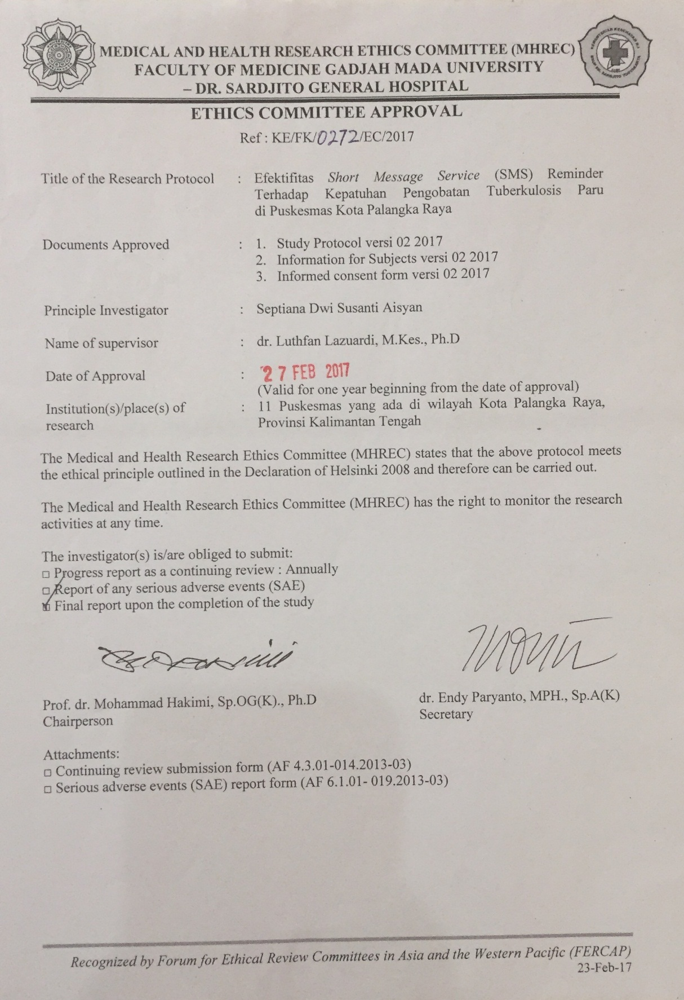 MEDICAL AND HEALTH RESEARCH ETHICS COMMITTEE (MHREC)
FACULTY OF MEDICINE GADJAH MADA UNIVERSITY
– DR. SARDJITO GENERAL HOSPITAL
ETHICS COMMITTEE APPROVAL
Ref : KE/FK/0272/EC/2017
Title of the Research Protocol : Efektifitas Short Message Service (SMS) Reminder
Terhadap Kepatuhan Pengobatan Tuberkulosis Paru
di Puskesmas Kota Palangka Raya
Documents Approved : 1. Study Protocol versi 02 2017
2. Information for Subjects versi 02 2017
3. Informed consent form versi 02 2017
Principle Investigator : Septiana Dwi Susanti Aisyan
Name of supervisor : dr. Luthfan Lazuardi, M.Kes., Ph.D
Date of Approval : 27 FEB 2017
(Valid for one year beginning from the date of approval)
Institution(s)/place(s) of : 11 Puskesmas yang ada di wilayah Kota Palangka Raya,
research Provinsi Kalimantan Tengah
The Medical and Health Research Ethics Committee (MHREC) states that the above protocol meets
the ethical principle outlined in the Declaration of Helsinki 2008 and therefore can be carried out.
The Medical and Health Research Ethics Committee (MHREC) has the right to monitor the research
activities at any time.
The investigator(s) is/are obliged to submit:
□ Progress report as a continuing review : Annually
□ Report of any serious adverse events (SAE)
☑ Final report upon the completion of the study
Prof. dr. Mohammad Hakimi, Sp.OG(K)., Ph.D
Chairperson
dr. Endy Paryanto, MPH., Sp.A(K)
Secretary
Attachments:
□ Continuing review submission form (AF 4.3.01-014.2013-03)
□ Serious adverse events (SAE) report form (AF 6.1.01- 019.2013-03)
Recognized by Forum for Ethical Review Committees in Asia and the Western Pacific (FERCAP)
23-Feb-17